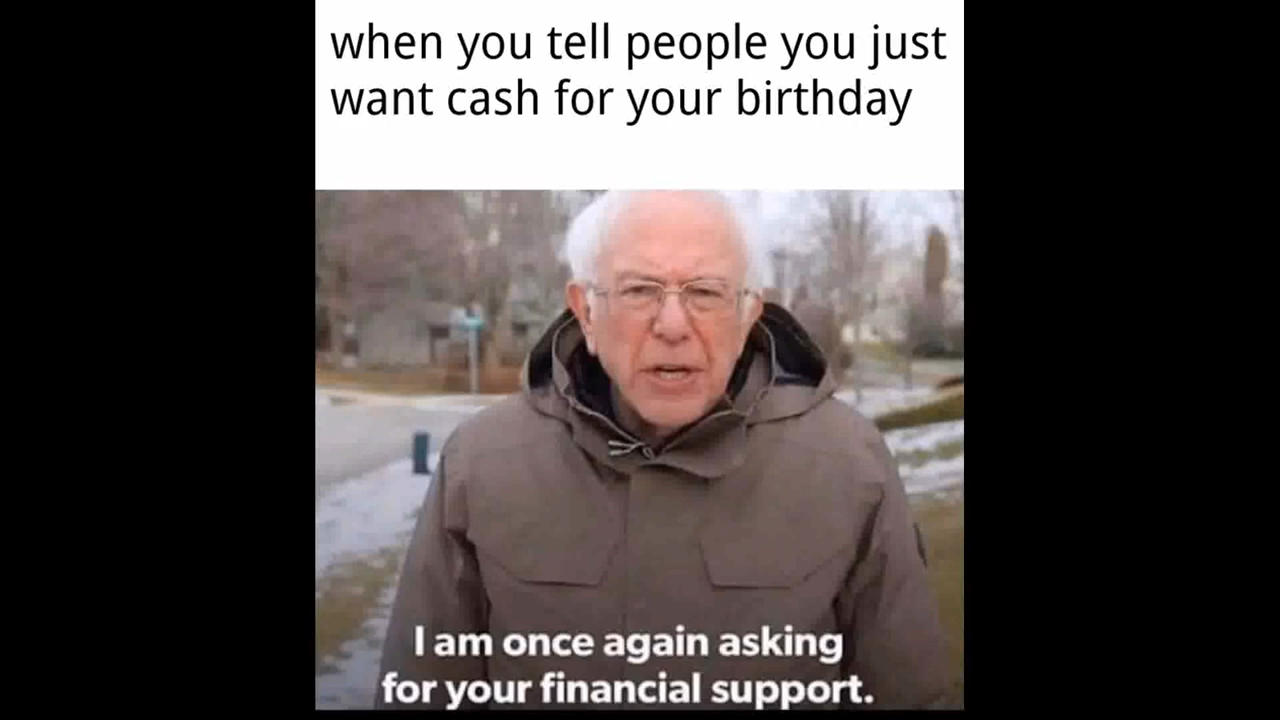 when you tell people you just
want cash for your birthday
I am once again asking
for your financial support.